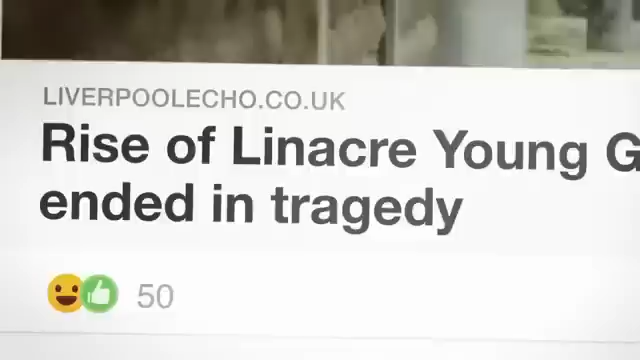 LIVERPOOLECHO.CO.UK
Rise of Linacre Young G
ended in tragedy
50